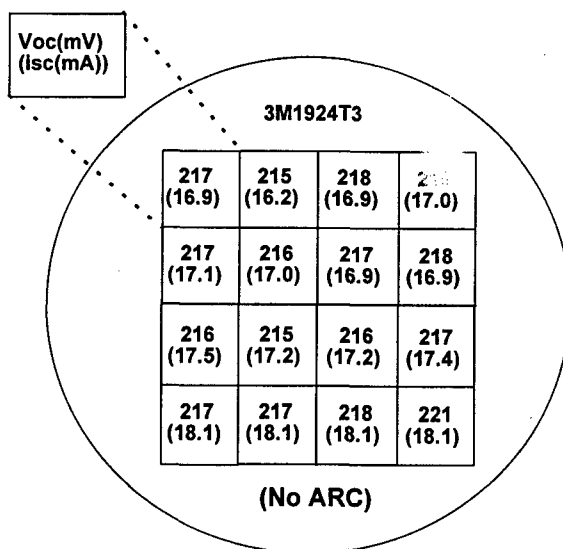 Voc(mV)
(isc(mA))
3M1924T3
217 215 218
(16.9) (16.2) (16.9) (17.0)
217 216 217 218
(17.1) (17.0) (16.9) (16.9)
216 215 216 217
(17.5) (17.2) (17.2) (17.4)
217 217 218 221
(18.1) (18.1) (18.1) (18.1)
(No ARC)